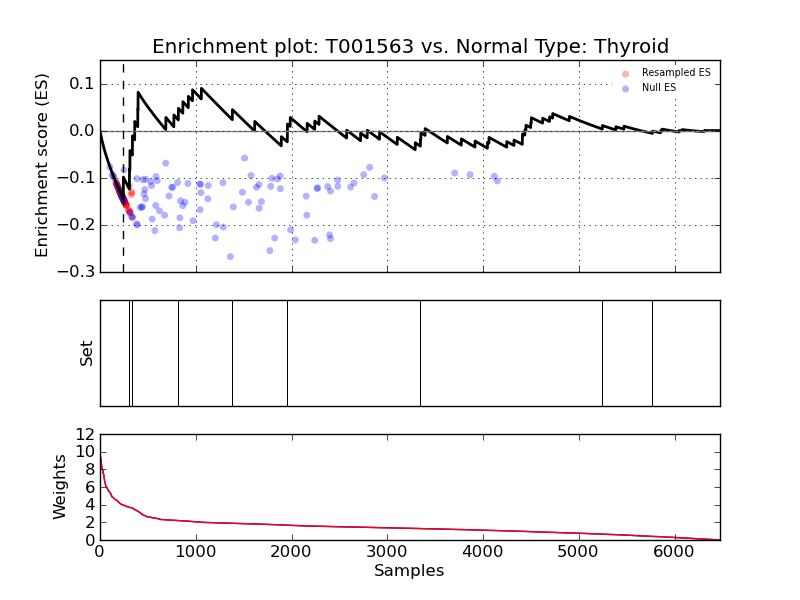 Enrichment plot: T001563 vs. Normal Type: Thyroid
Resampled ES
Null ES
Enrichment score (ES)
0.1
0.0
−0.1
−0.2
−0.3
Set
Weights
12
10
8
6
4
2
0
0 1000 2000 3000 4000 5000 6000
Samples